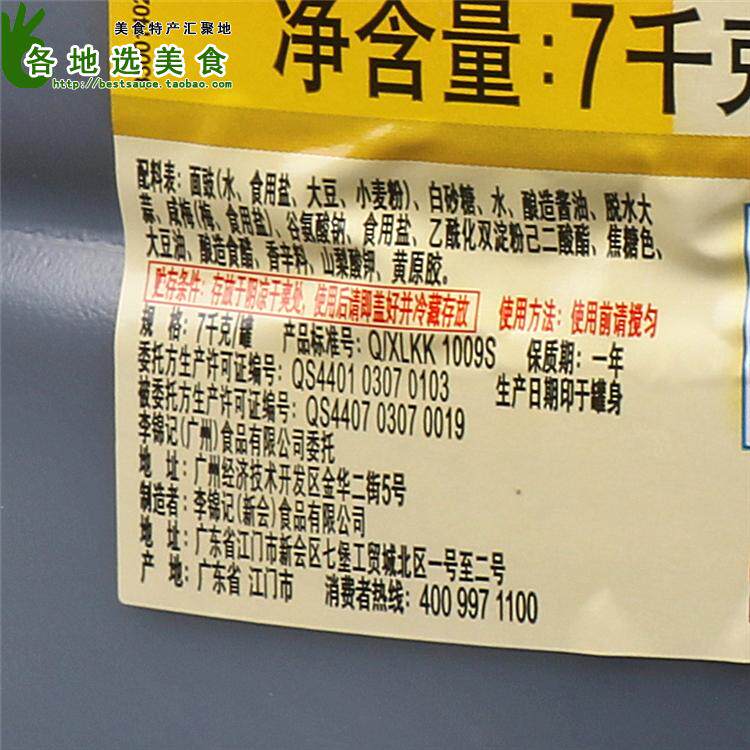 美食特产汇聚地
各地选美食
http://bestsauce.taobao.com
净含量:7千克
配料表: 面豉(水、食用盐、大豆、小麦粉)、白砂糖、水、酿造酱油、脱水大
蒜、咸梅(梅、食用盐)、谷氨酸钠、食用盐、乙酰化双淀粉己二酸酯、焦糖色、
大豆油、酿造食醋、香辛料、山梨酸钾、黄原胶。
贮存条件: 存放于阴凉干爽处, 使用后请即盖好并冷藏存放 使用方法: 使用前请搅匀
规 格: 7千克/罐 产品标准号: Q/XLKK 1009S 保质期: 一年
委托方生产许可证编号: QS4401 0307 0103 生产日期印于罐身
被委托方生产许可证编号: QS4407 0307 0019
李锦记(广州)食品有限公司委托
地 址: 广州经济技术开发区金华二街5号
制造者: 李锦记(新会)食品有限公司
地 址: 广东省江门市新会区七堡工贸城北区一号至二号
产 地: 广东省 江门市 消费者热线: 400 997 1100